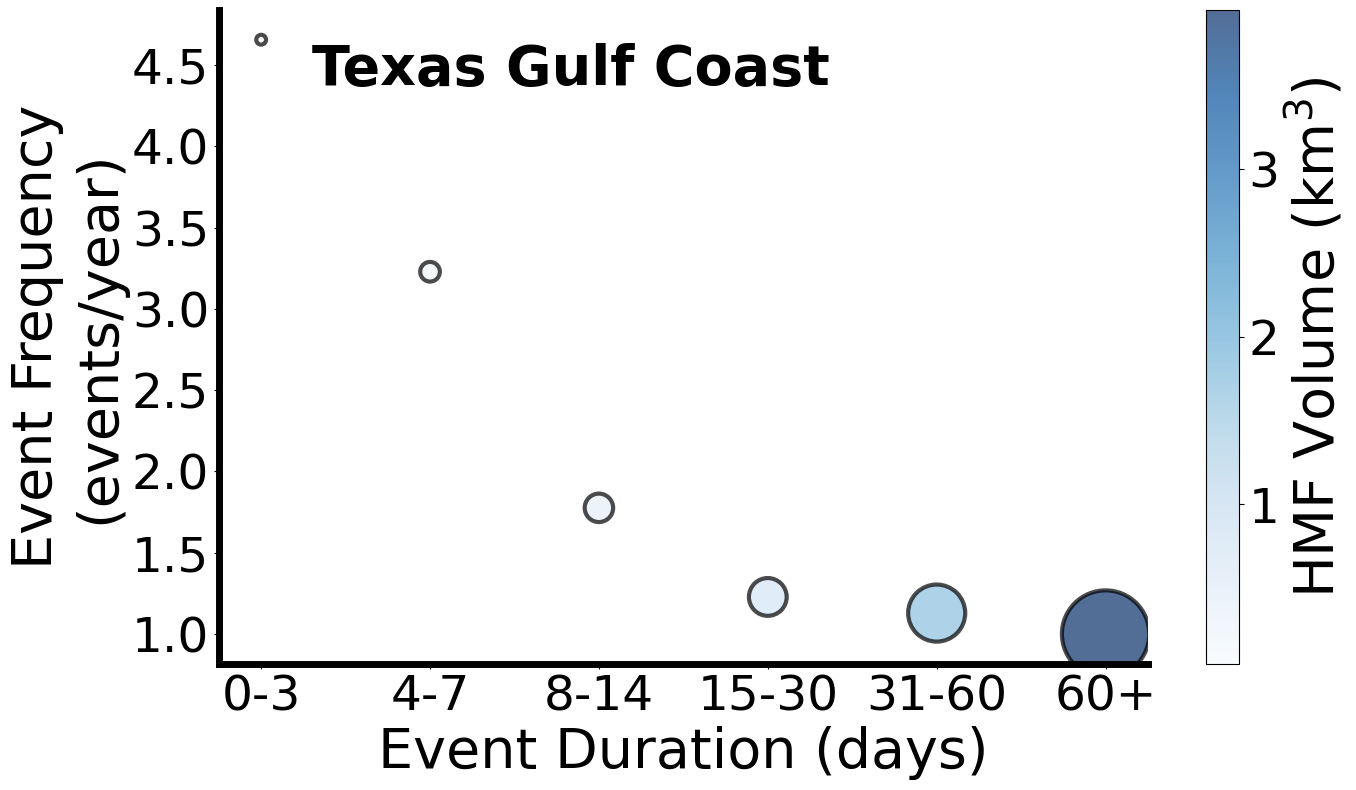 Texas Gulf Coast
Event Frequency
(events/year)
4.5
4.0
3.5
3.0
2.5
2.0
1.5
1.0
0-3 4-7 8-14 15-30 31-60 60+
Event Duration (days)
3
2
1
HMF Volume (km³)